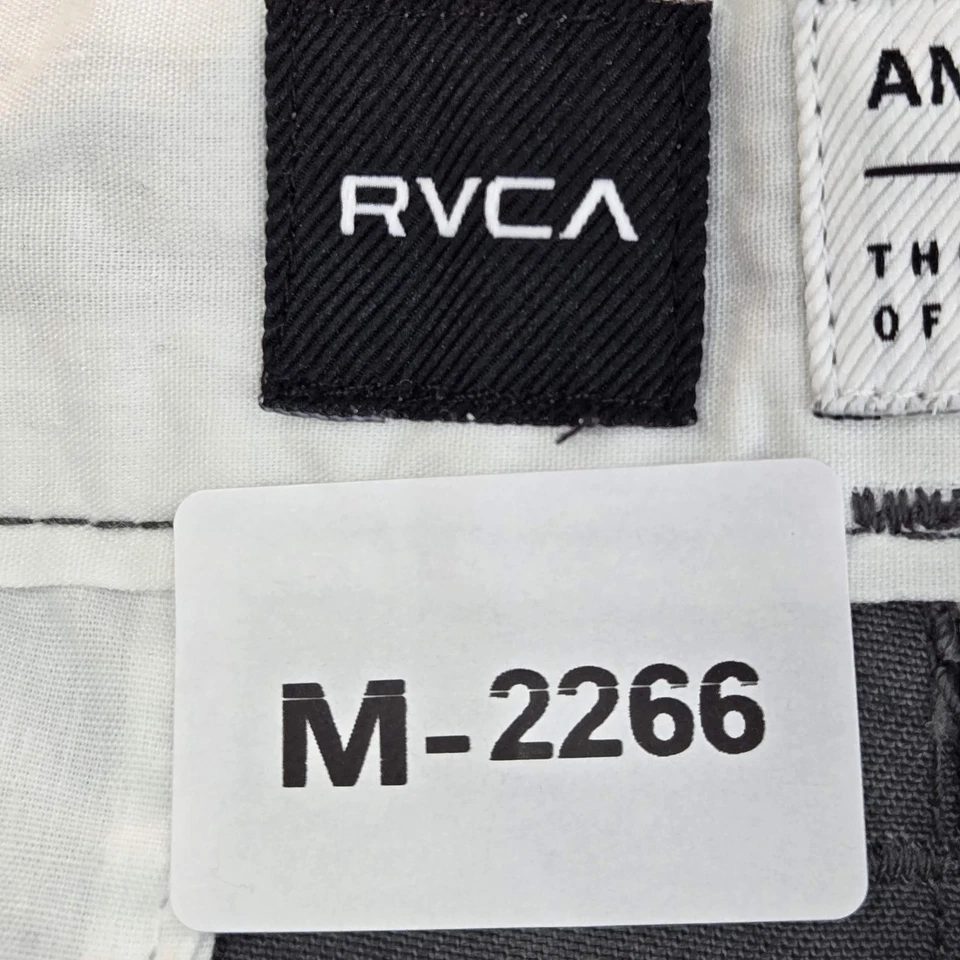 RVCA
AN
TH
OF
M-2266